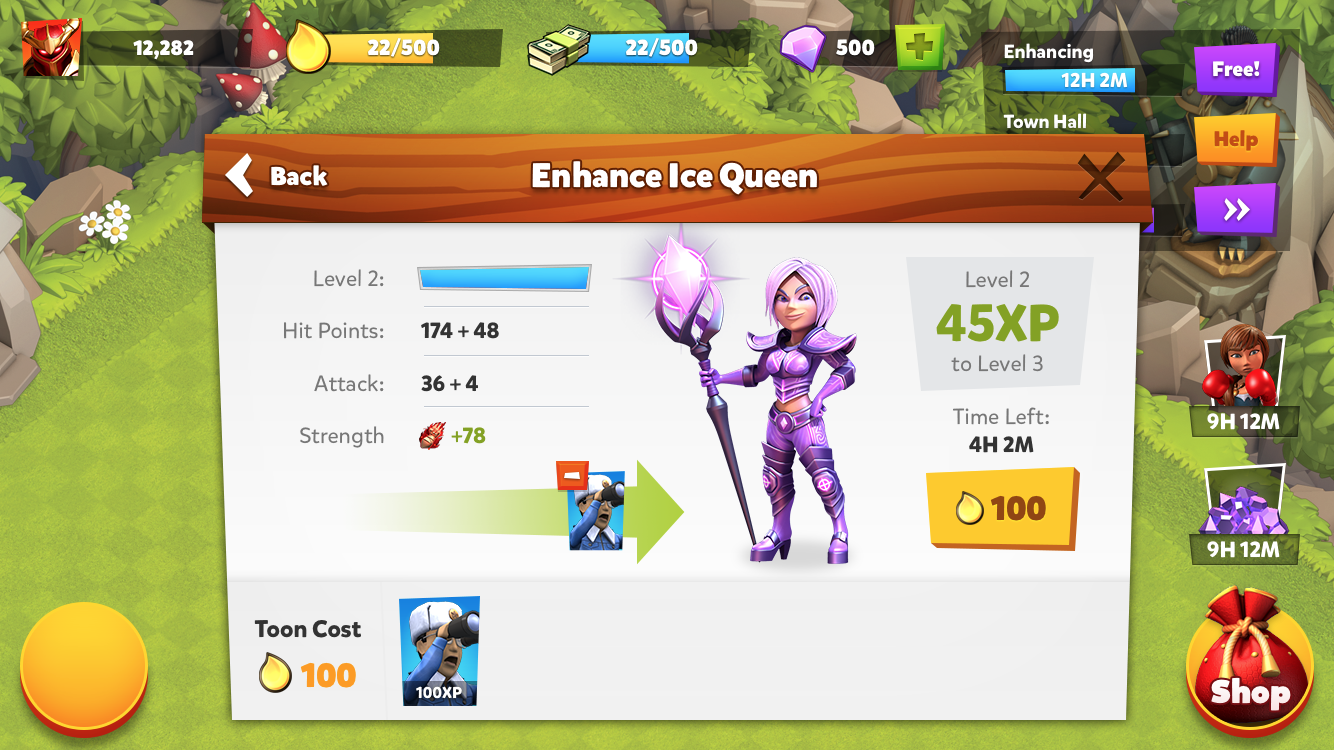 12,282
22/500
22/500
500
Enhancing
12H 2M
Free!
Town Hall
Help
Back
Enhance Ice Queen
Level 2:
Hit Points:
174 + 48
Attack:
36 + 4
Strength
+78
Level 2
45XP
to Level 3
Time Left:
4H 2M
100
9H 12M
9H 12M
Toon Cost
100
100XP
Shop